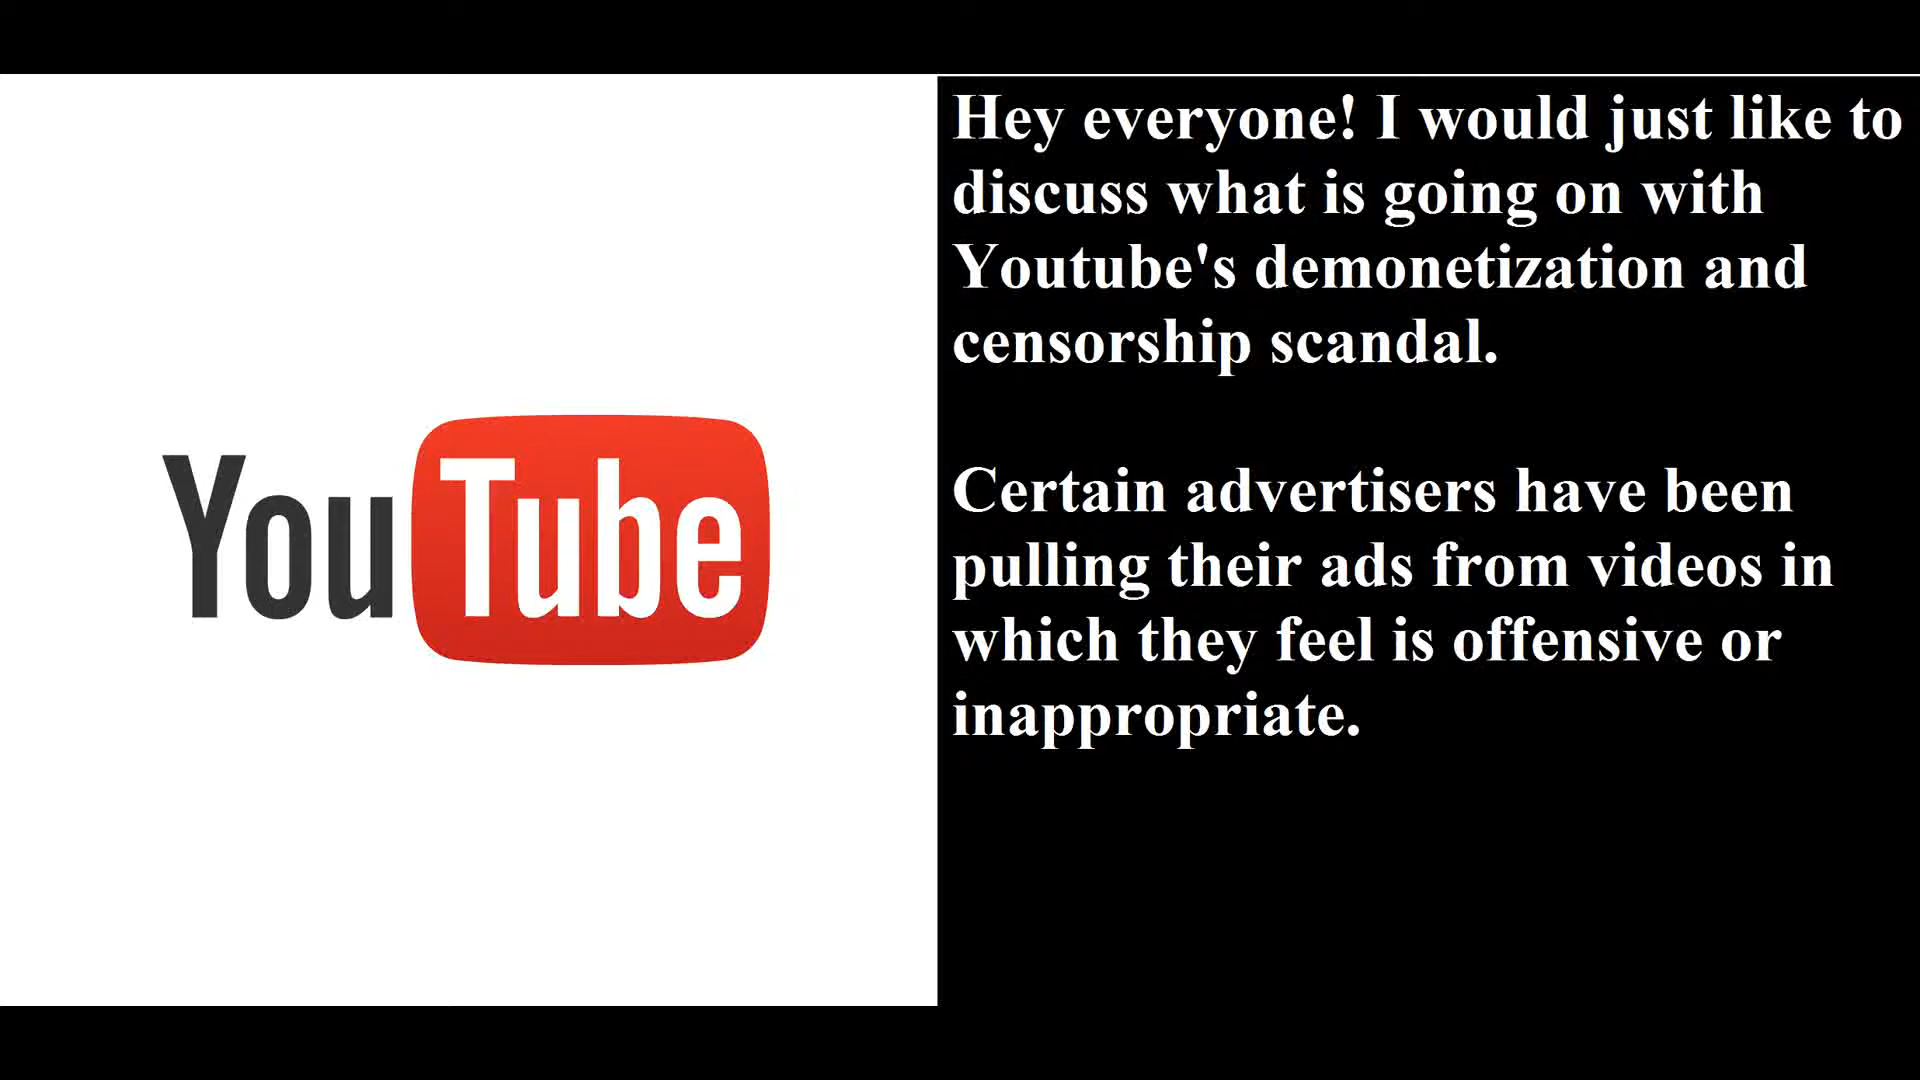 YouTube
Hey everyone! I would just like to
discuss what is going on with
Youtube's demonetization and
censorship scandal.
Certain advertisers have been
pulling their ads from videos in
which they feel is offensive or
inappropriate.